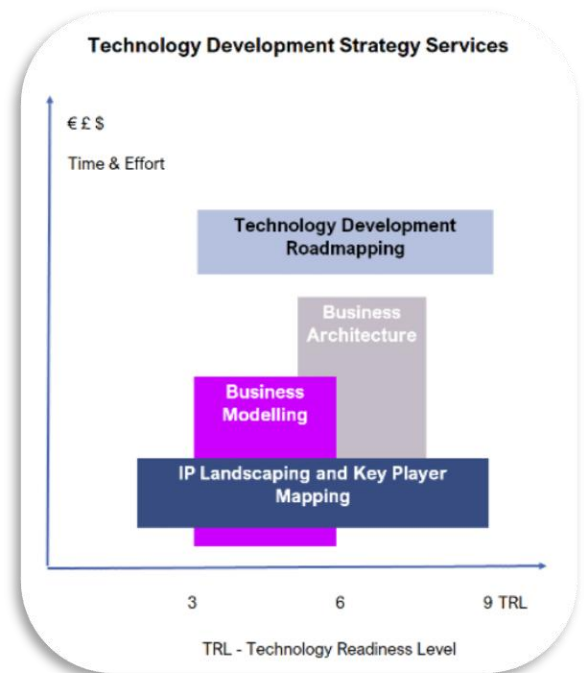 Technology Development Strategy Services
€ £ $
Time & Effort
Technology Development
Roadmapping
Business
Architecture
Business
Modelling
IP Landscaping and Key Player
Mapping
3 6 9 TRL
TRL - Technology Readiness Level